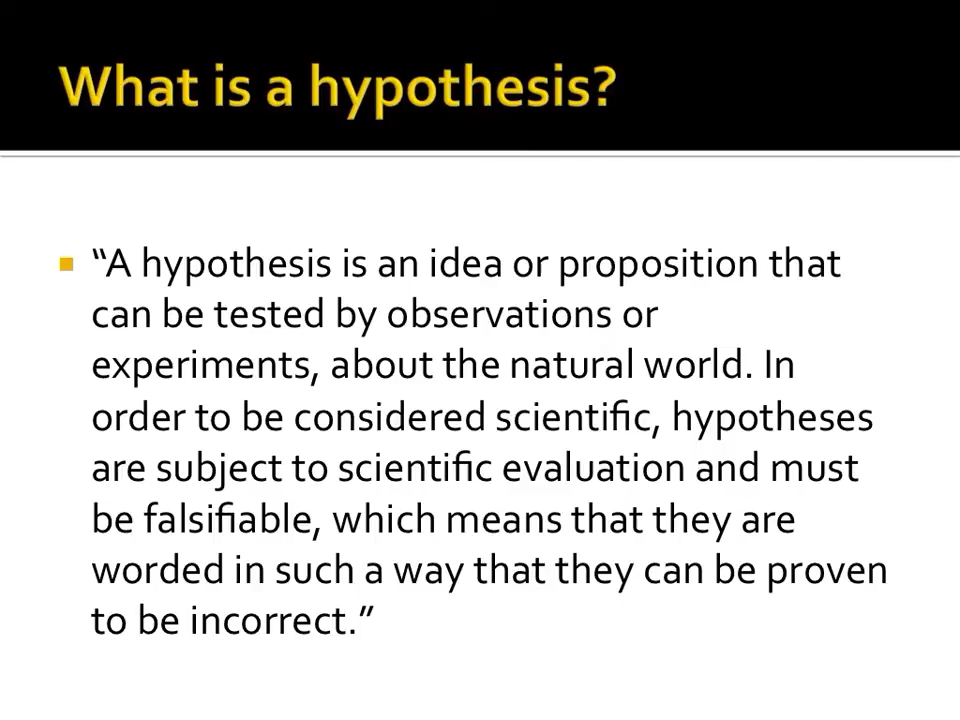 What is a hypothesis?
“A hypothesis is an idea or proposition that
can be tested by observations or
experiments, about the natural world. In
order to be considered scientific, hypotheses
are subject to scientific evaluation and must
be falsifiable, which means that they are
worded in such a way that they can be proven
to be incorrect.”